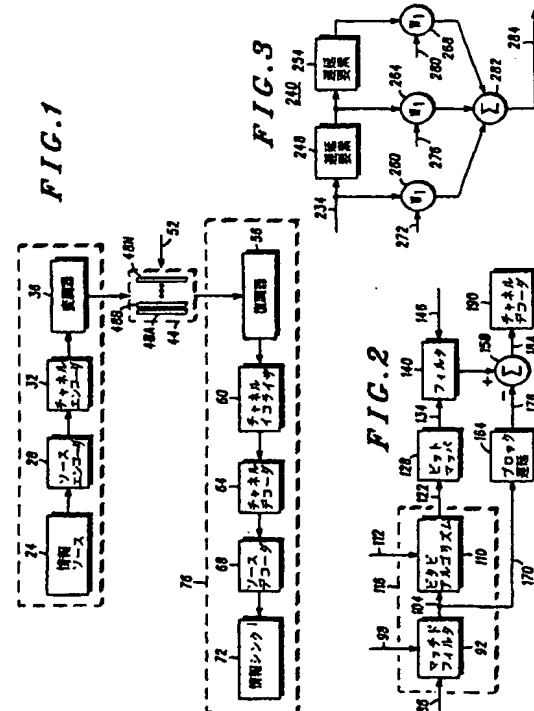 FIG.1
24
情報
ソース
28
ソース
エンコーダ
32
チャネル
エンコーダ
36
変調器
48A
48B
48N
44
52
56
復調器
60
チャネル
イコライザ
64
チャネル
デコーダ
68
ソース
デコーダ
72
情報シンク
76
FIG.2
86
98
マッチド
フィルタ
92
104
112
118
ビタビ
アルゴリズム
110
122
128
ビット
マッパ
134
140
フィルタ
146
170
164
ブロック
遅延
176
+
-
Σ
158
184
190
チャネル
デコーダ
FIG.3
240
234
248
遅延
要素
254
遅延
要素
260
264
268
272
276
280
Σ
282
284